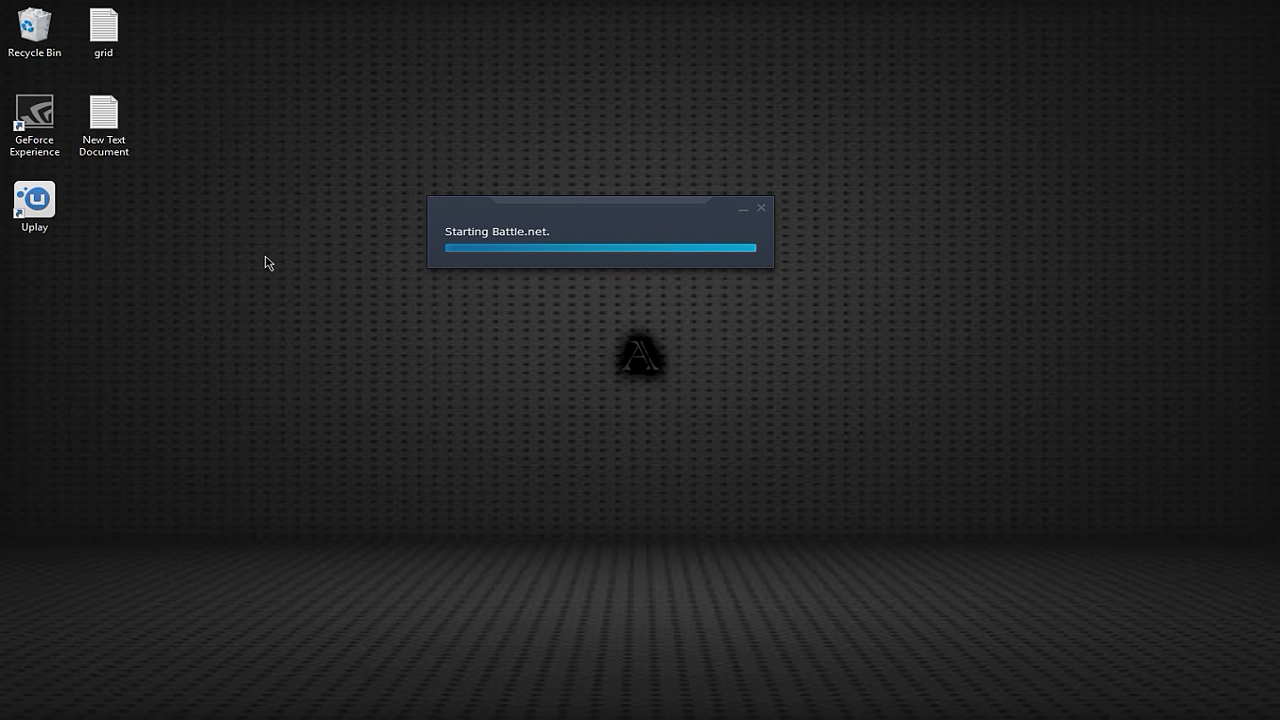 Recycle Bin
grid
GeForce
Experience
New Text
Document
Uplay
Starting Battle.net.
A